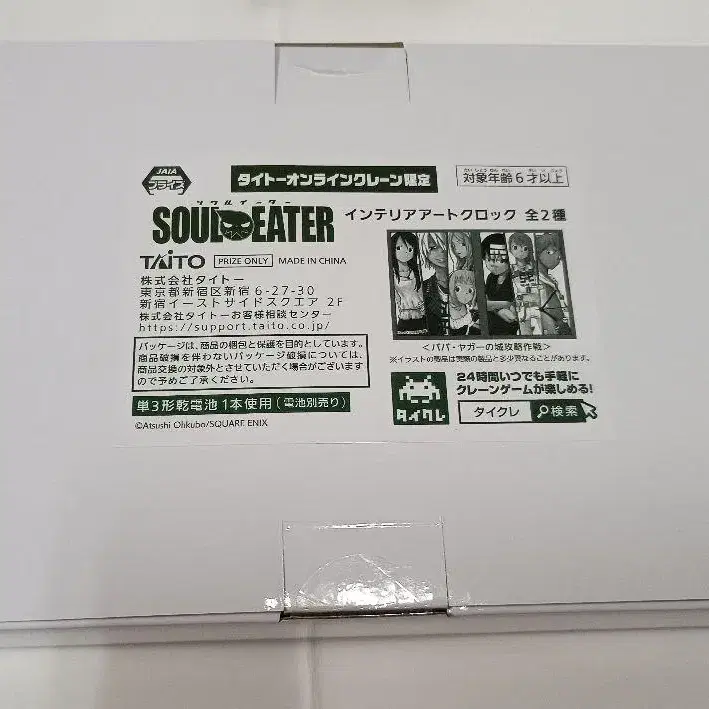 JAIA
プライズ
タイトーオンラインクレーン限定
対象年齢6才以上
ソウルイーター
SOUL EATER
インテリアアートクロック 全2種
TAITO PRIZE ONLY MADE IN CHINA
株式会社タイトー
東京都新宿区新宿6-27-30
新宿イーストサイドスクエア 2F
株式会社タイトーお客様相談センター
https://support.taito.co.jp/
パッケージは、商品の梱包と保護を目的としています。
商品破損を伴わないパッケージ破損については、
商品交換の対象外とさせていただく場合がございます
ので予めご了承ください。
単3形乾電池1本使用(電池別売り)
©Atsushi Ohkubo/SQUARE ENIX
<ババ・ヤガーの城攻略作戦>
※イラストの商品は実際の製品と多少異なることがあります。
タイクレ
24時間いつでも手軽に
クレーンゲームが楽しめる!
タイクレ 検索